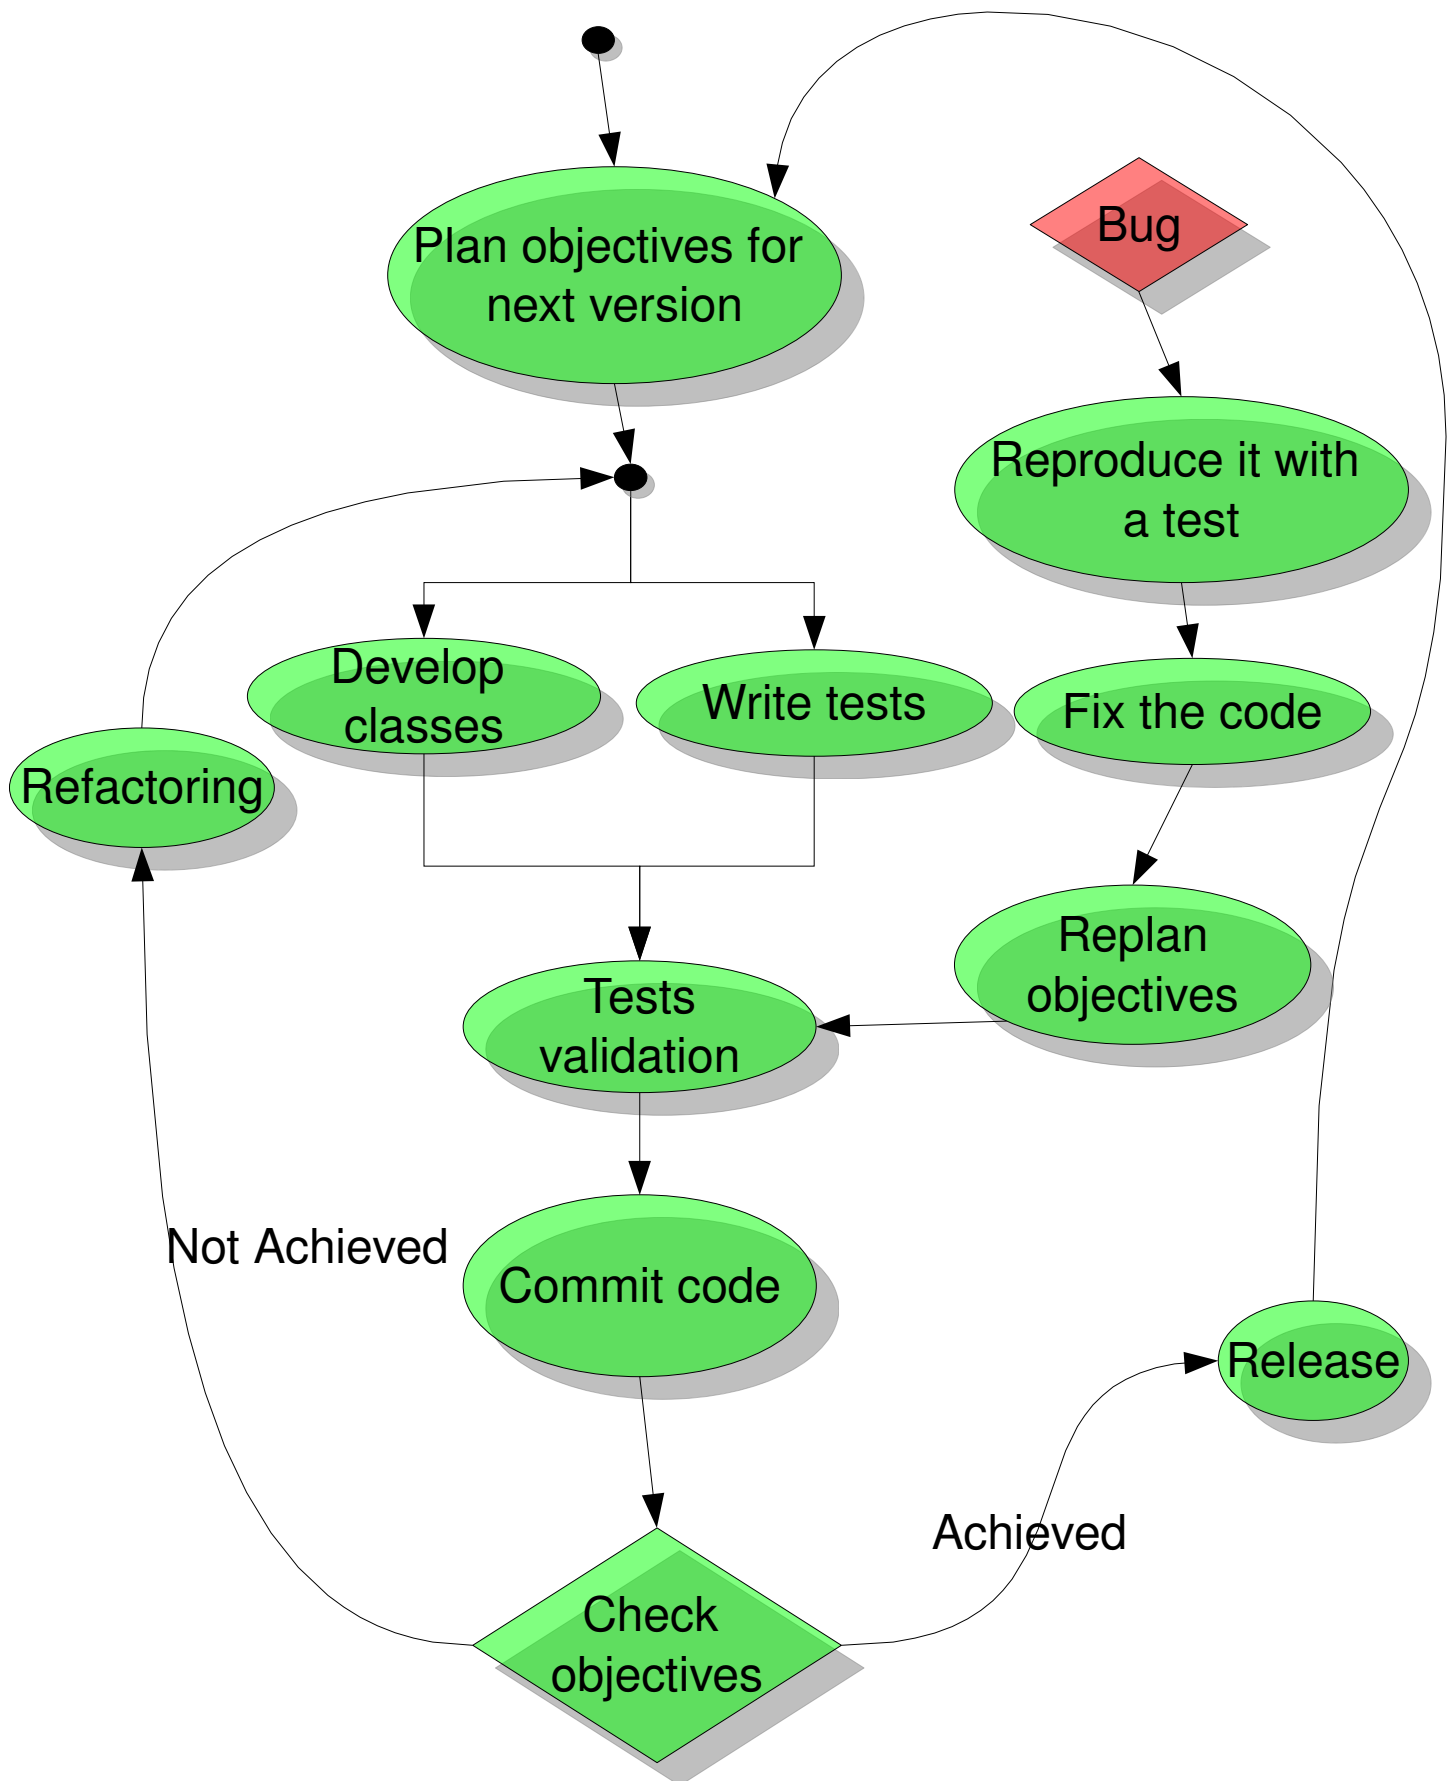 Plan objectives for
next version
Bug
Reproduce it with
a test
Develop
classes
Write tests
Fix the code
Refactoring
Replan
objectives
Tests
validation
Not Achieved
Commit code
Release
Achieved
Check
objectives